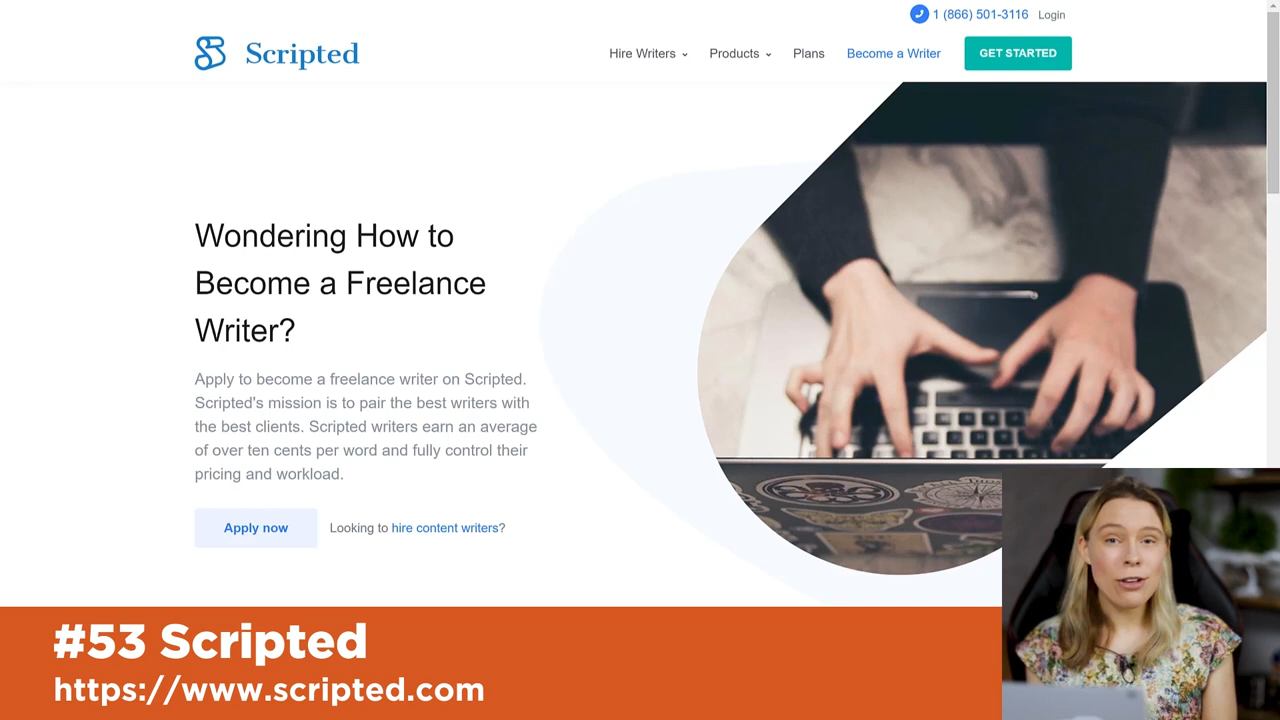 1 (866) 501-3116 Login
Scripted
Hire Writers Products Plans Become a Writer GET STARTED
Wondering How to
Become a Freelance
Writer?
Apply to become a freelance writer on Scripted.
Scripted's mission is to pair the best writers with
the best clients. Scripted writers earn an average
of over ten cents per word and fully control their
pricing and workload.
Apply now Looking to hire content writers?
#53 Scripted
https://www.scripted.com